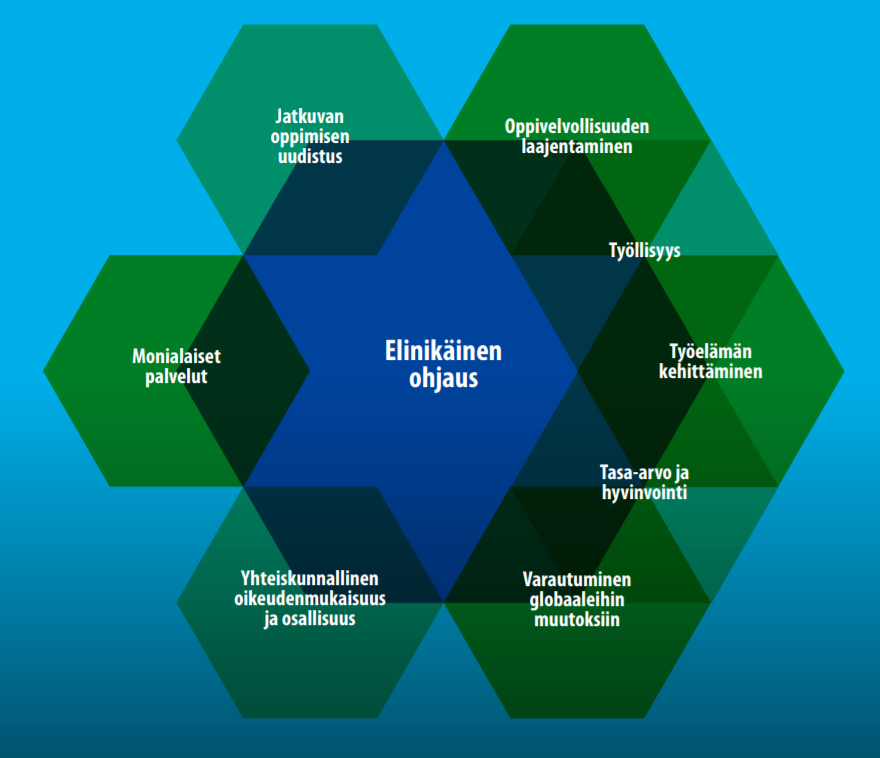 Jatkuvan
oppimisen
uudistus
Oppivelvollisuuden
laajentaminen
Työllisyys
Monialaiset
palvelut
Elinikäinen
ohjaus
Työelämän
kehittäminen
Tasa-arvo ja
hyvinvointi
Yhteiskunnallinen
oikeudenmukaisuus
ja osallisuus
Varautuminen
globaaleihin
muutoksiin